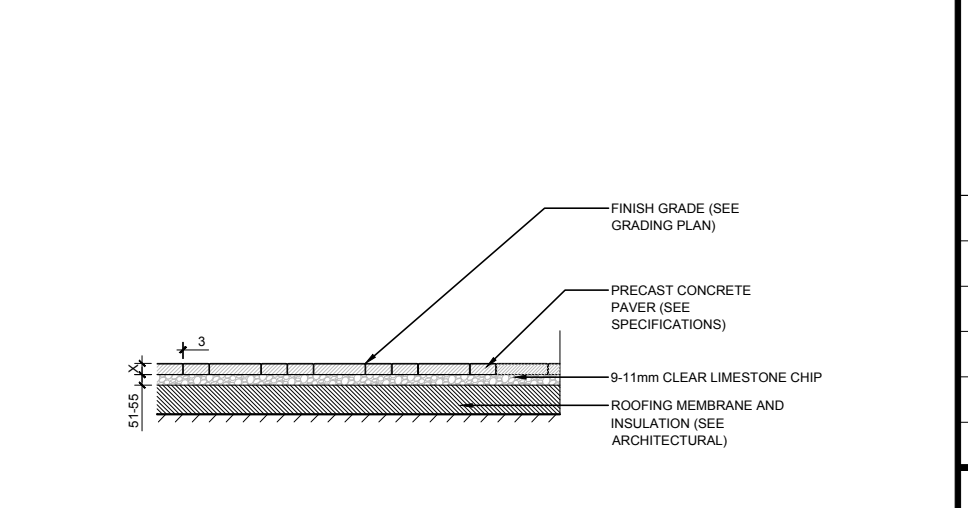 FINISH GRADE (SEE
GRADING PLAN)
PRECAST CONCRETE
PAVER (SEE
SPECIFICATIONS)
3
X
9-11mm CLEAR LIMESTONE CHIP
51-55
ROOFING MEMBRANE AND
INSULATION (SEE
ARCHITECTURAL)